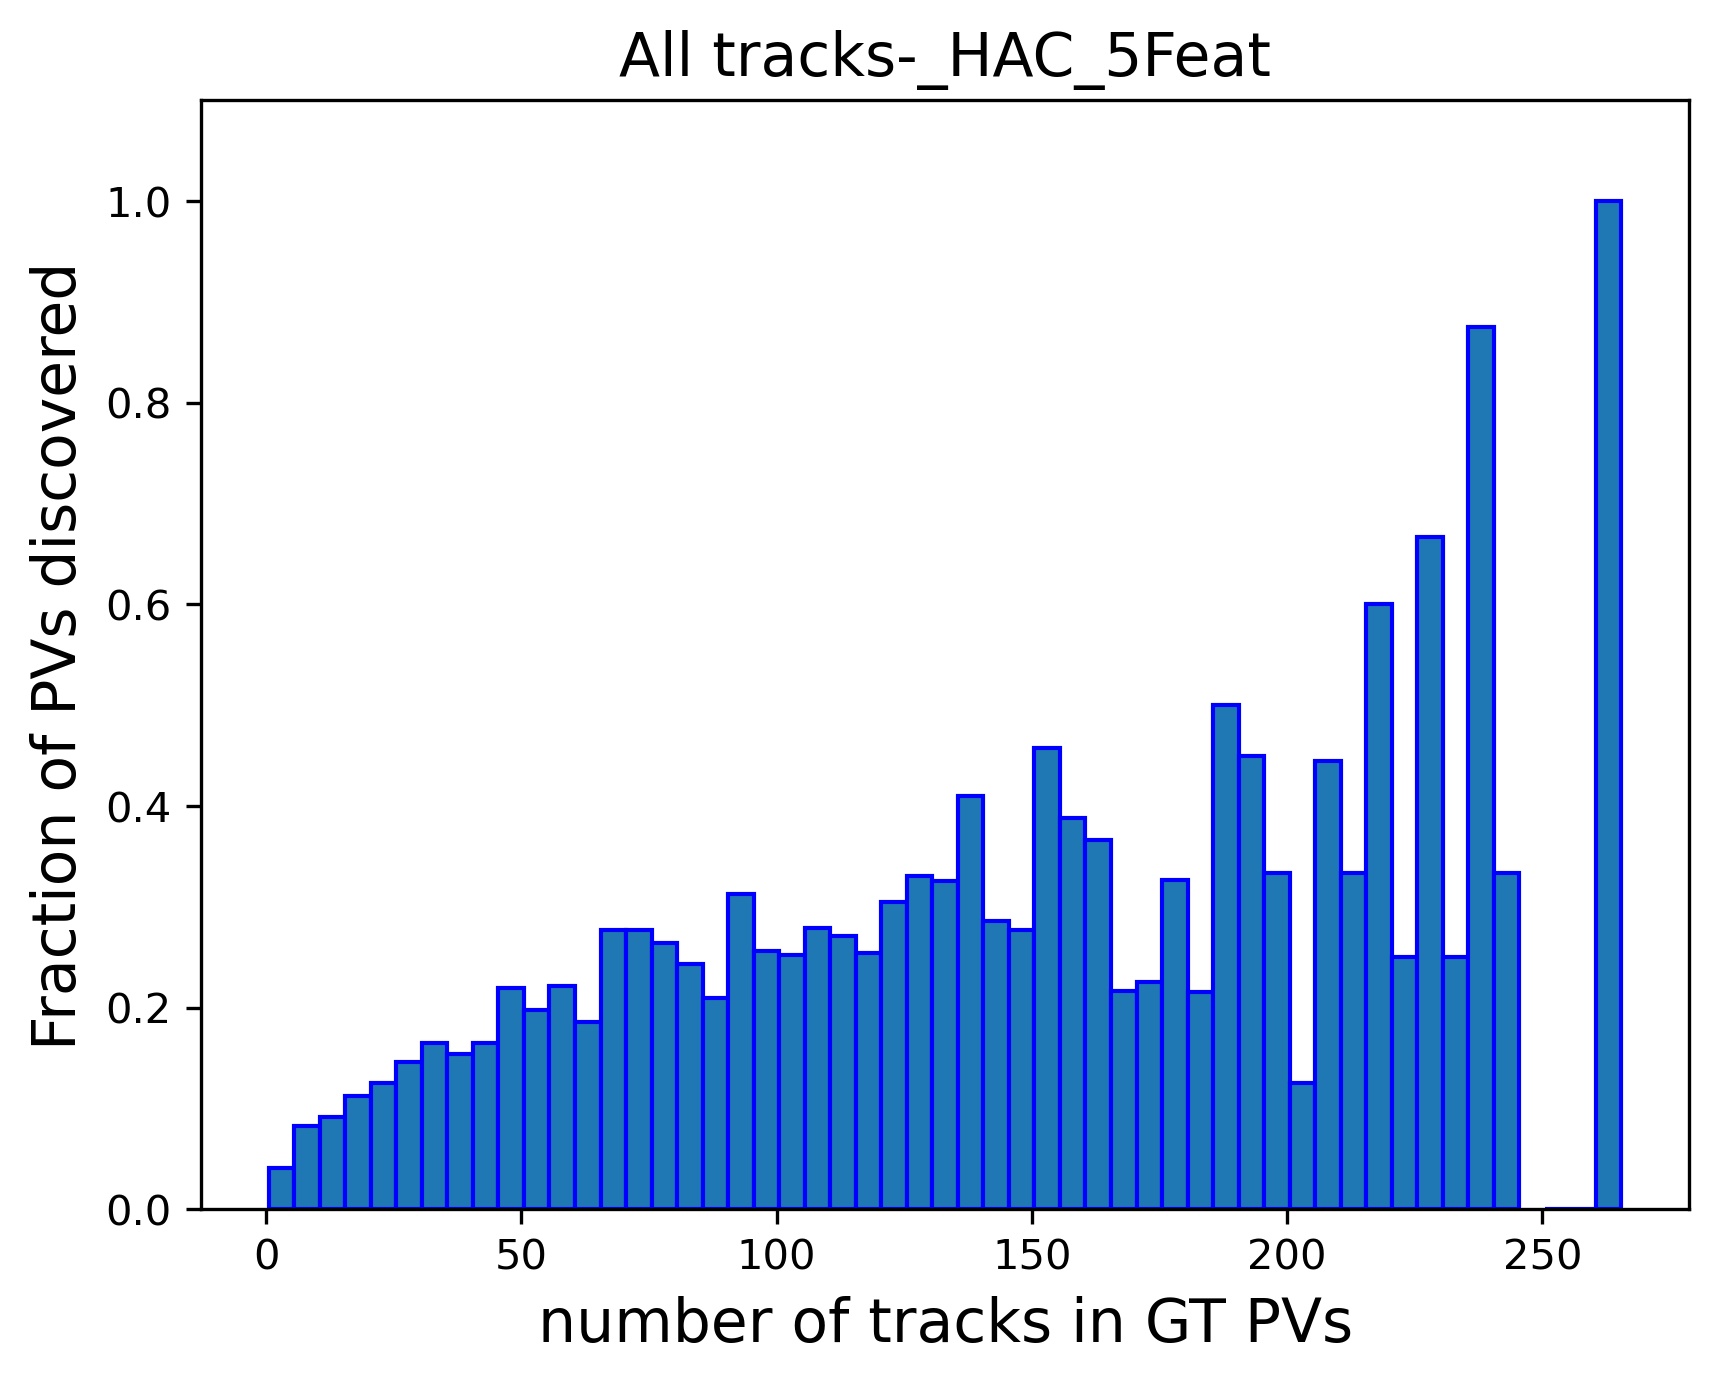 All tracks-_HAC_5Feat
Fraction of PVs discovered
1.0
0.8
0.6
0.4
0.2
0.0
0 50 100 150 200 250
number of tracks in GT PVs